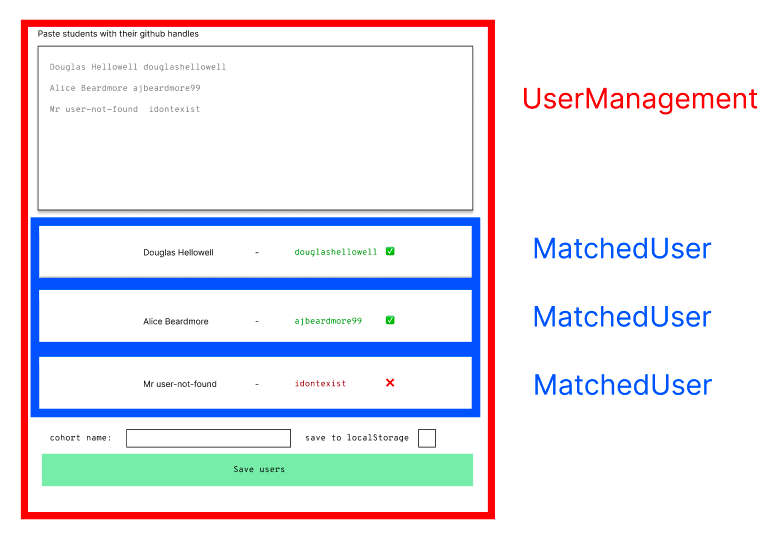 Paste students with their github handles
Douglas Hellowell douglashellowell
Alice Beardmore ajbeardmore99
Mr user-not-found idontexist
UserManagement
Douglas Hellowell - douglashellowell ✅
MatchedUser
Alice Beardmore - ajbeardmore99 ✅
MatchedUser
Mr user-not-found - idontexist ❌
MatchedUser
cohort name: save to localStorage
Save users